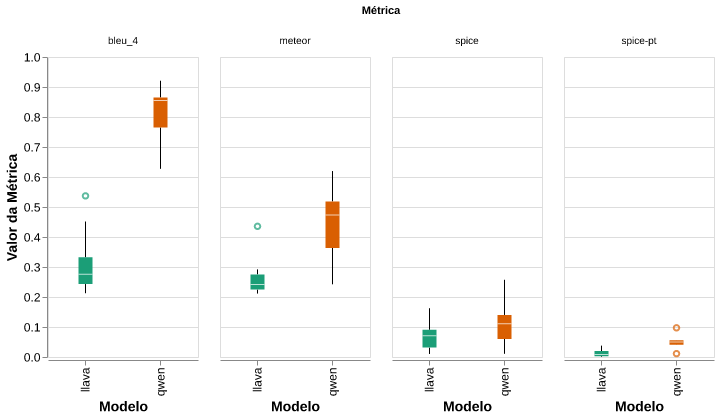 Métrica
bleu_4 meteor spice spice-pt
Valor da Métrica
1.0
0.9
0.8
0.7
0.6
0.5
0.4
0.3
0.2
0.1
0.0
llava qwen llava qwen llava qwen llava qwen
Modelo Modelo Modelo Modelo